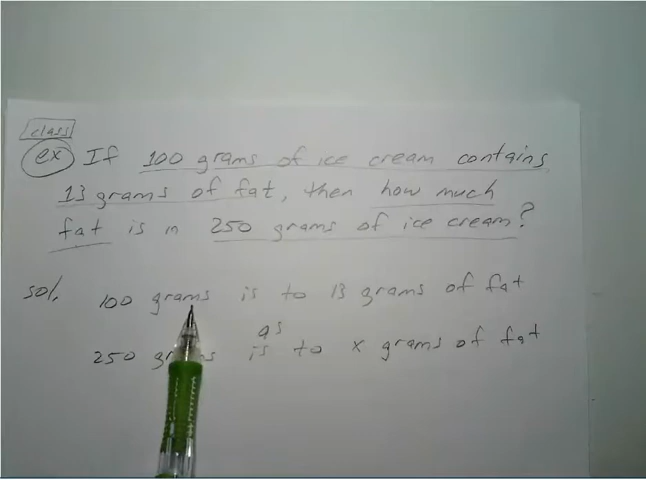 class
ex If 100 grams of ice cream contains
13 grams of fat, then how much
fat is in 250 grams of ice cream?
sol. 100 grams is to 13 grams of fat
as
250 is to x grams of fat